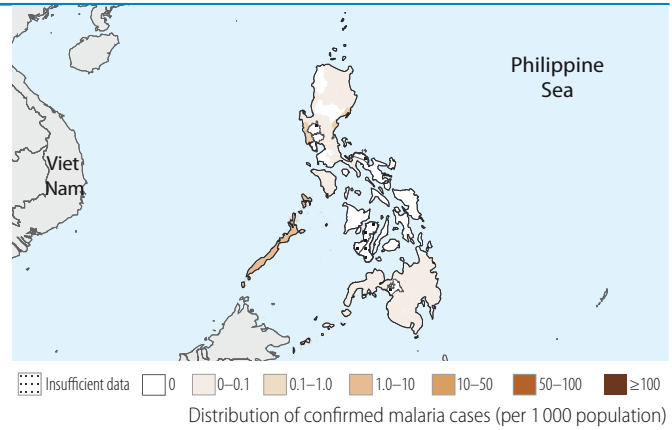 Philippine
Sea
Viet
Nam
Insufficient data 0 0–0.1 0.1–1.0 1.0–10 10–50 50–100 ≥100
Distribution of confirmed malaria cases (per 1 000 population)